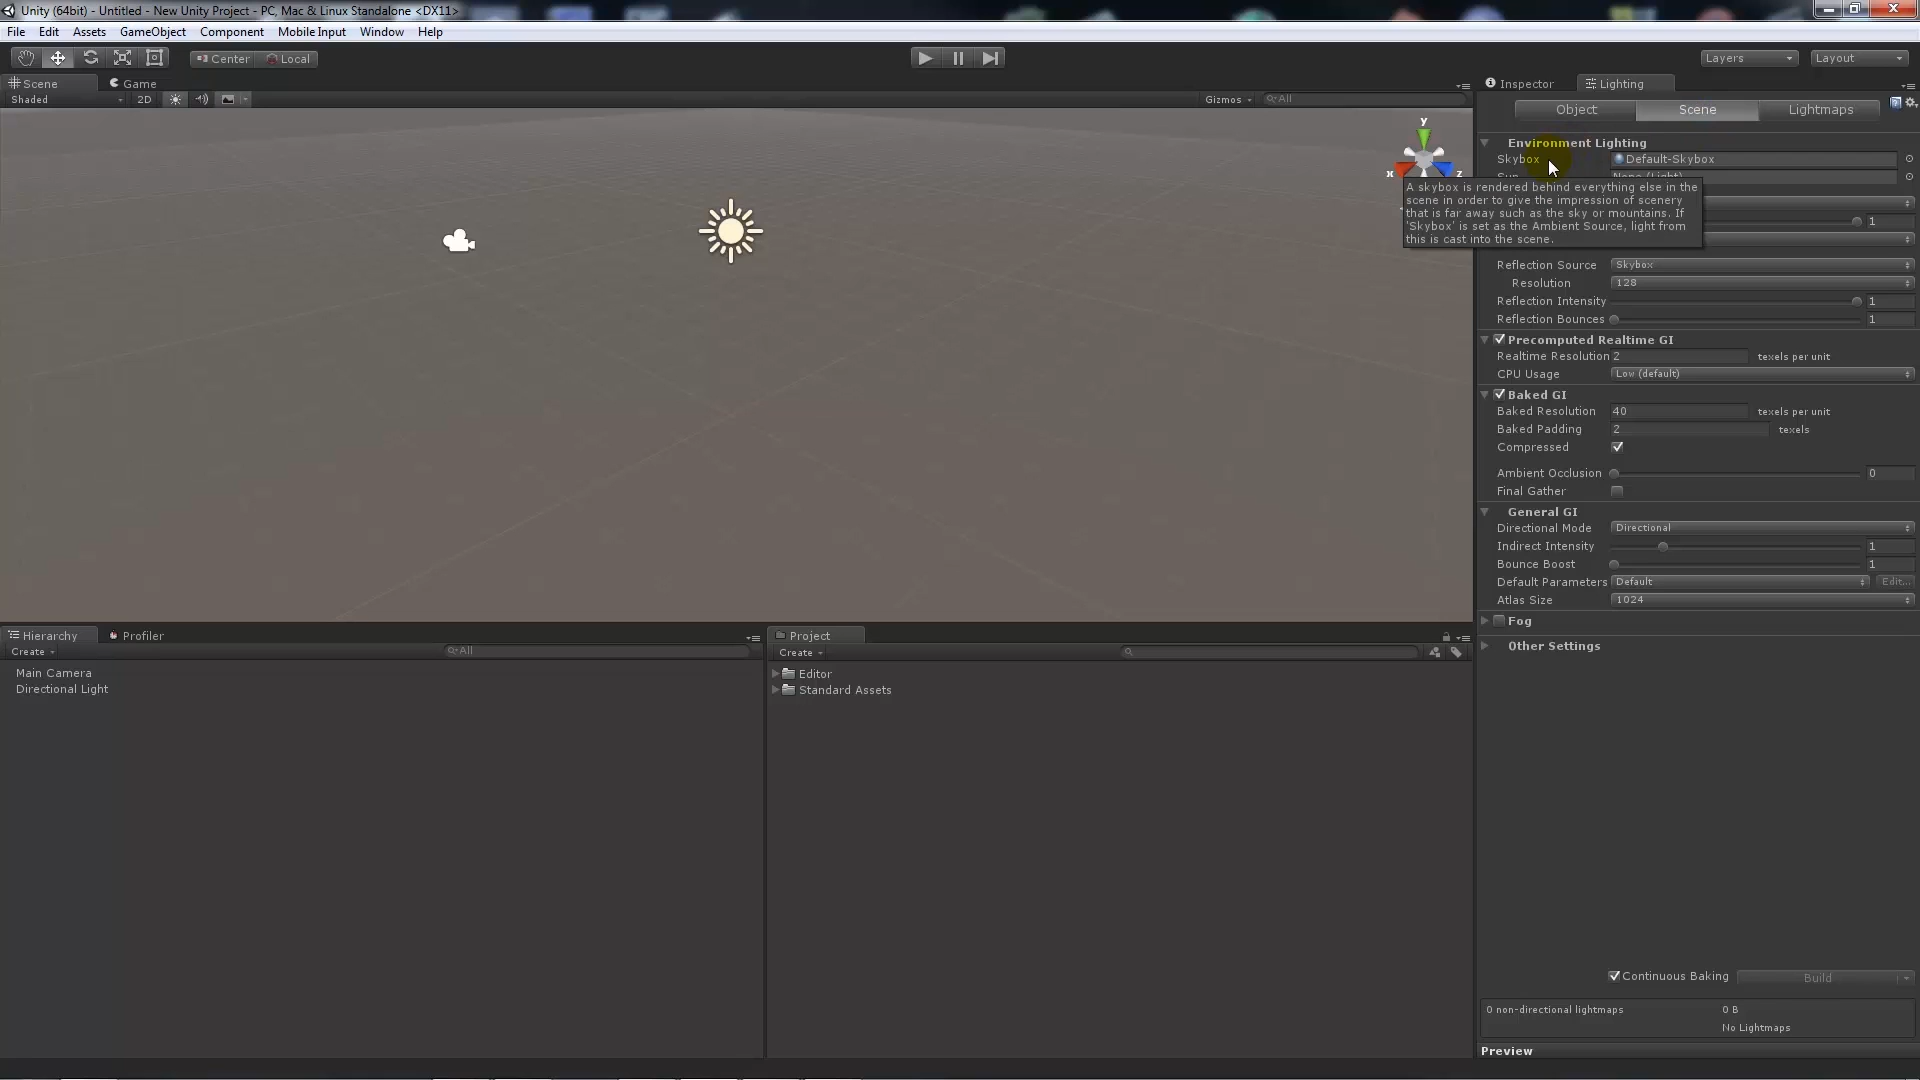 Unity (64bit) - Untitled - New Unity Project - PC, Mac & Linux Standalone <DX11>
File Edit Assets GameObject Component Mobile Input Window Help
Center Local Layers Layout
Scene Game
Shaded 2D Gizmos All
Inspector Lighting
Object Scene Lightmaps
y
x z
Environment Lighting
Skybox Default-Skybox
Sun None (Light)
A skybox is rendered behind everything else in the
scene in order to give the impression of scenery
that is far away such as the sky or mountains. If
'Skybox' is set as the Ambient Source, light from
this is cast into the scene.
1
Reflection Source Skybox
Resolution 128
Reflection Intensity 1
Reflection Bounces 1
Precomputed Realtime GI
Realtime Resolution 2 texels per unit
CPU Usage Low (default)
Baked GI
Baked Resolution 40 texels per unit
Baked Padding 2 texels
Compressed
Ambient Occlusion 0
Final Gather
General GI
Directional Mode Directional
Indirect Intensity 1
Bounce Boost 1
Default Parameters Default Edit...
Atlas Size 1024
Fog
Other Settings
Hierarchy Profiler
Create All
Main Camera
Directional Light
Project
Create
Editor
Standard Assets
Continuous Baking Build
0 non-directional lightmaps 0 B
No Lightmaps
Preview